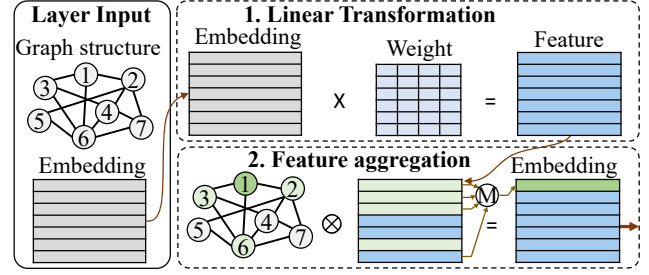 Layer Input
Graph structure
1
2
3
4
5
6
7
Embedding
1. Linear Transformation
Embedding
Weight
Feature
X
=
2. Feature aggregation
Embedding
1
2
3
4
5
6
7
⊗
M
=